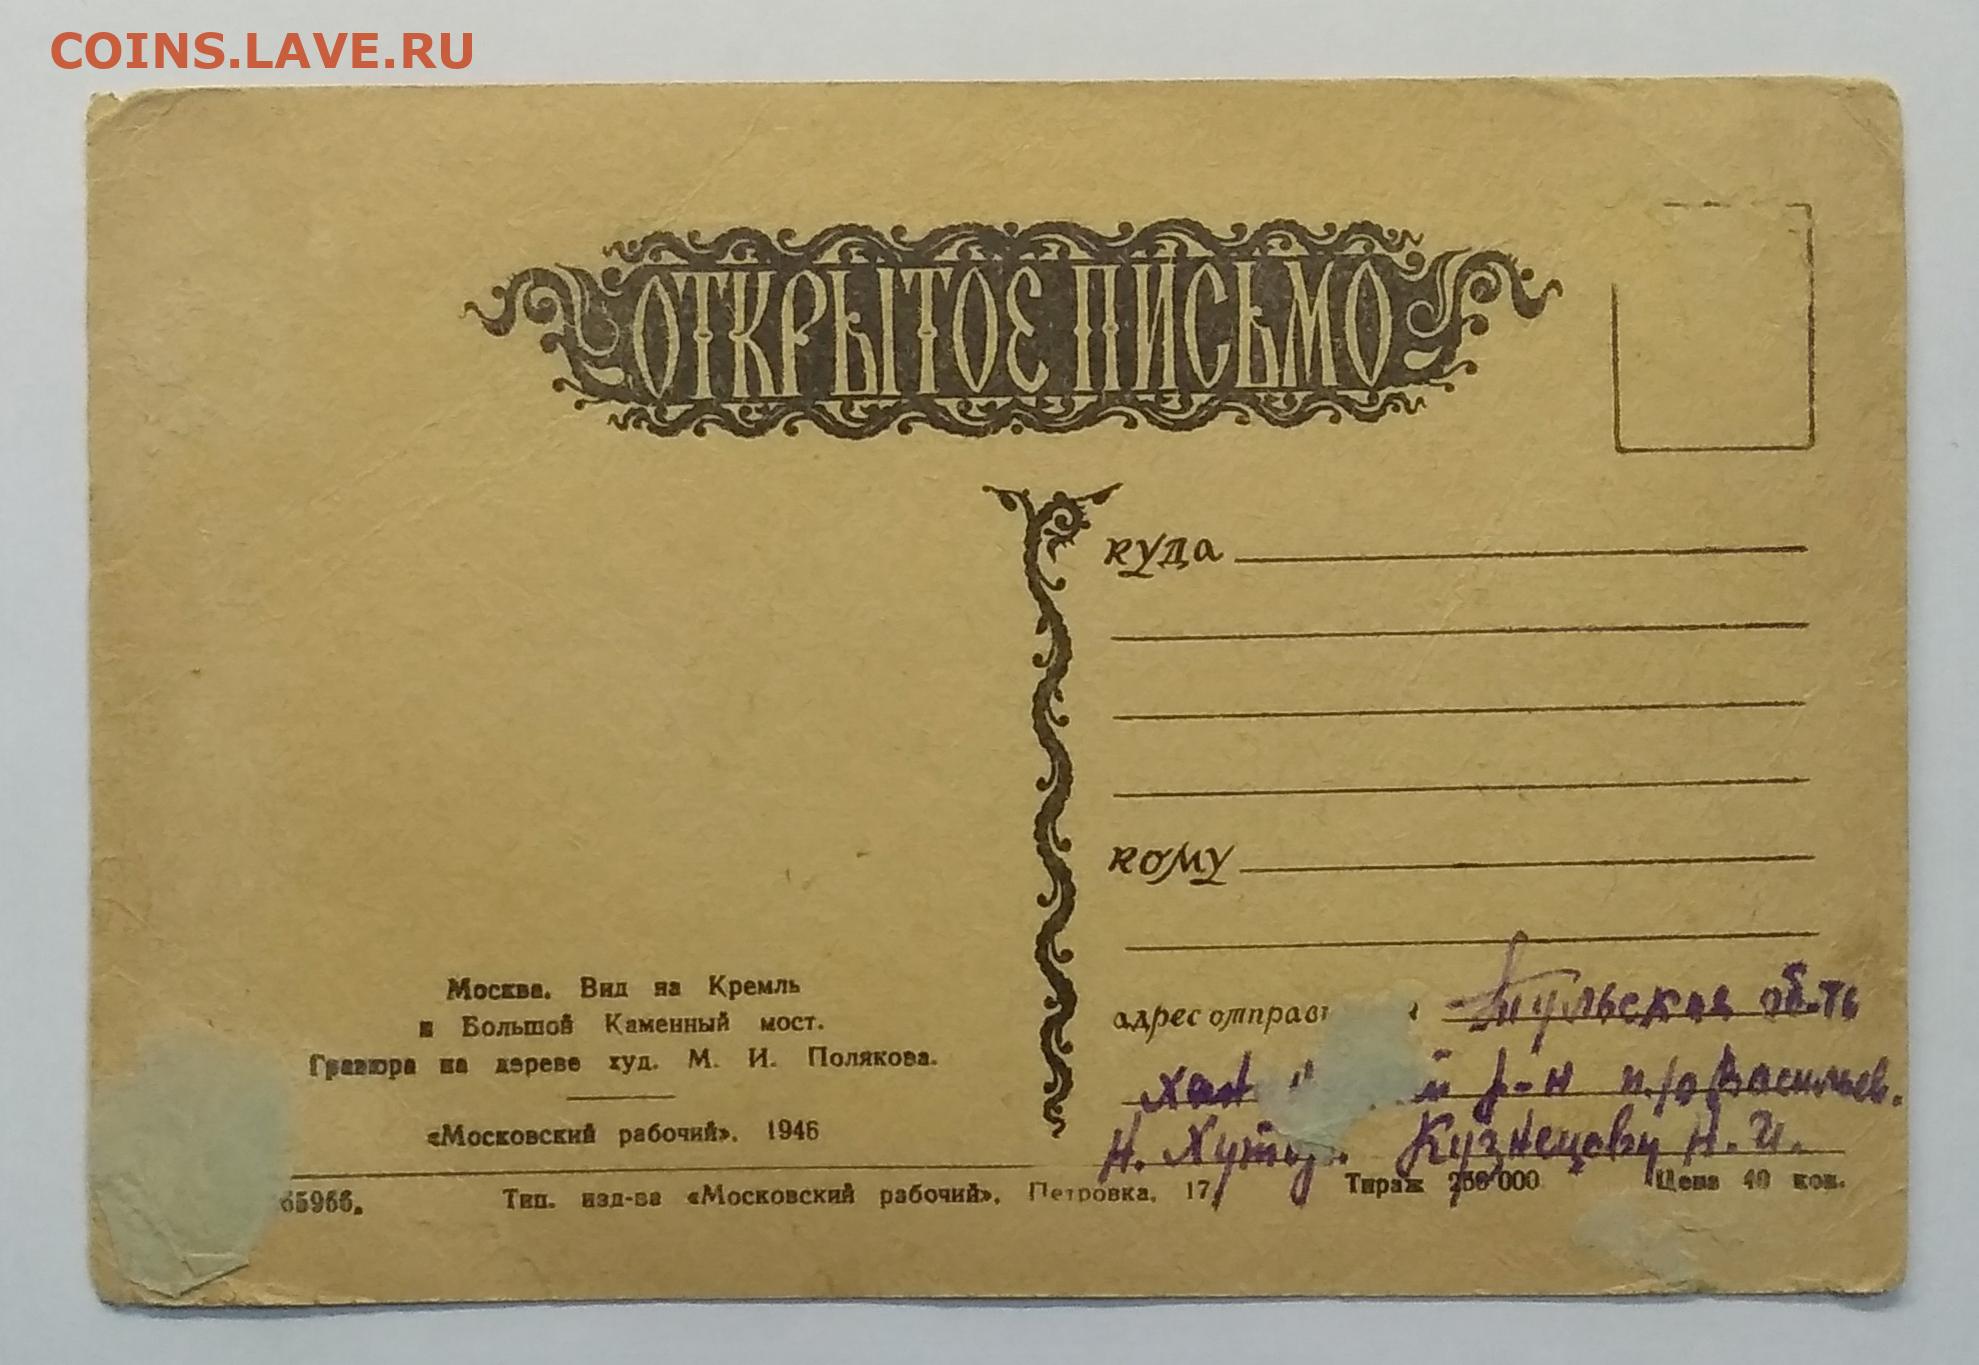 COINS.LAVE.RU
ОТКРЫТОЕ ПИСЬМО
куда
кому
Москва. Вид на Кремль
и Большой Каменный мост.
Гравюра на дереве худ. М. И. Полякова.
«Московский рабочий». 1946
адрес Тульская об-ть
р-н п/о Васильев.
Н. Кузнецову Н. И.
65966. Тип. изд-ва «Московский рабочий», Петровка, 17. Тираж 000 Цена 40 коп.